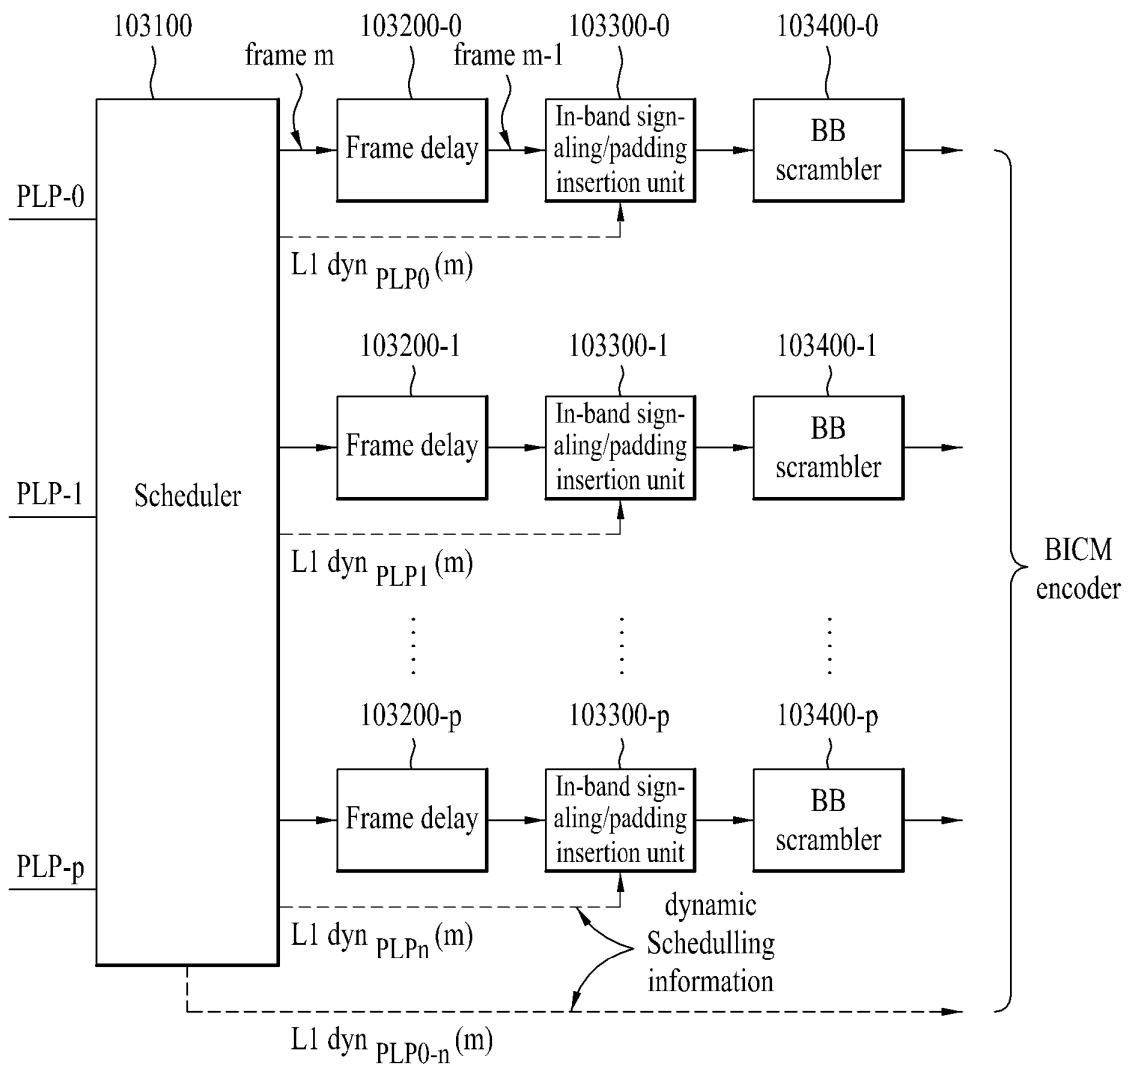 103100
103200-0
103300-0
103400-0
frame m
frame m-1
Frame delay
In-band sign-
aling/padding
insertion unit
BB
scrambler
PLP-0
L1 dyn PLP0 (m)
103200-1
103300-1
103400-1
Frame delay
In-band sign-
aling/padding
insertion unit
BB
scrambler
PLP-1
Scheduler
L1 dyn PLP1 (m)
BICM
encoder
103200-p
103300-p
103400-p
Frame delay
In-band sign-
aling/padding
insertion unit
BB
scrambler
PLP-p
L1 dyn PLPn (m)
dynamic
Schedulling
information
L1 dyn PLP0-n (m)